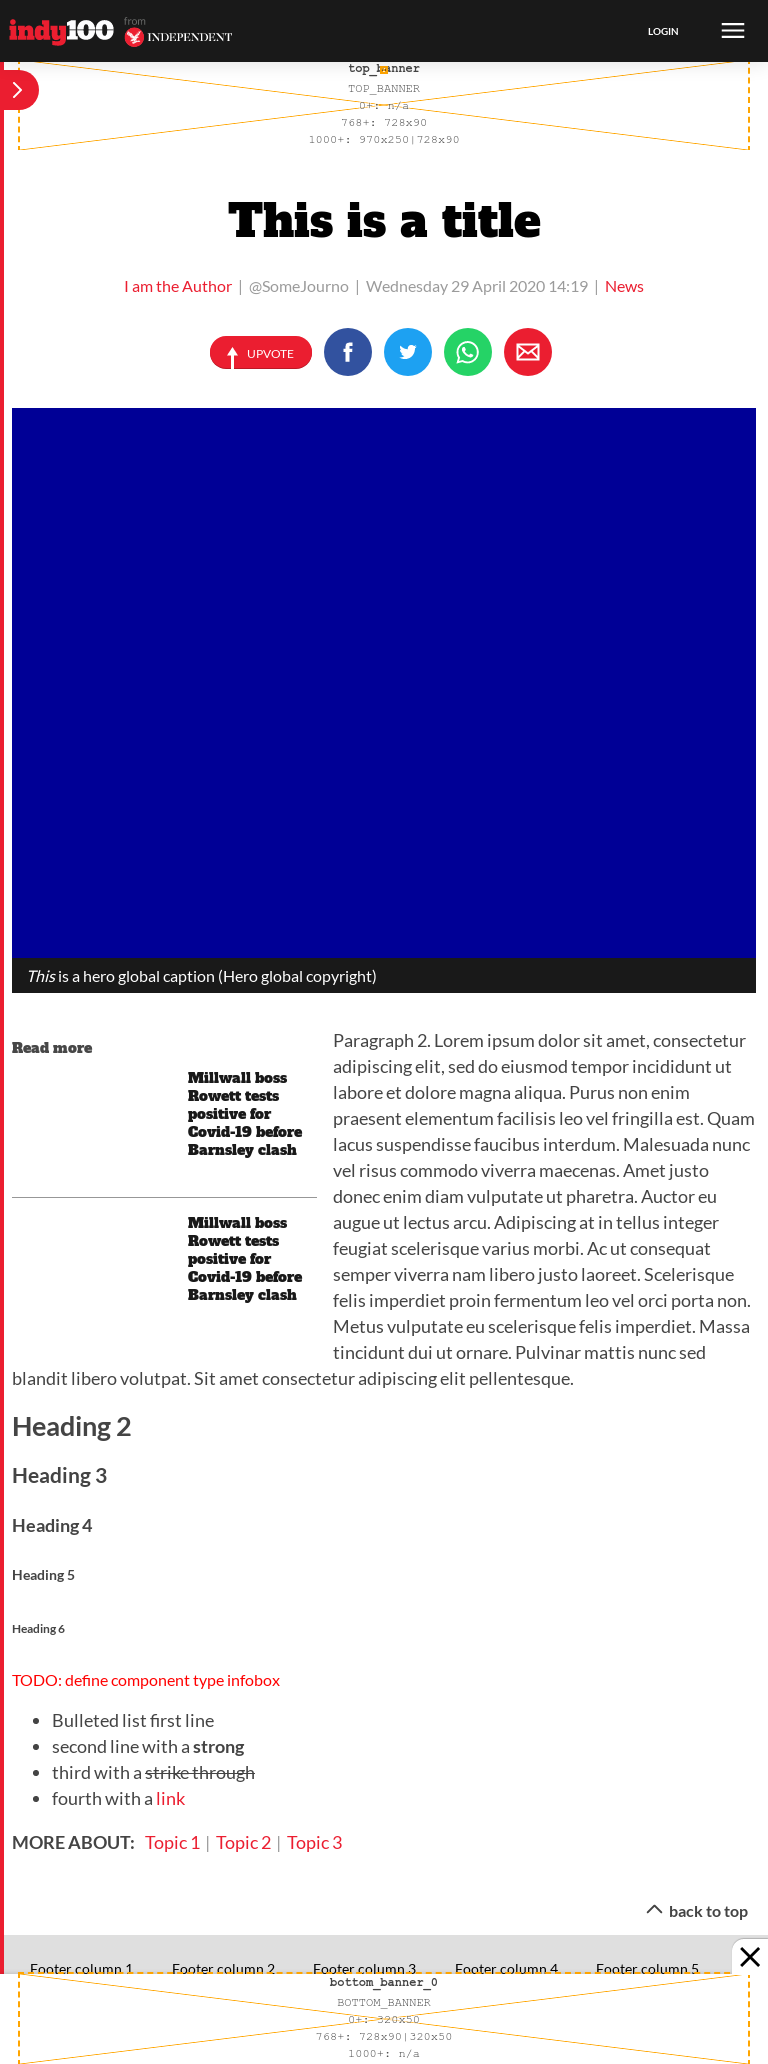 indy100 from INDEPENDENT
LOGIN
top_banner
TOP_BANNER
0+: n/a
768+: 728x90
1000+: 970x250|728x90
This is a title
I am the Author | @SomeJourno | Wednesday 29 April 2020 14:19 | News
UPVOTE
This is a hero global caption (Hero global copyright)
Read more
Millwall boss
Rowett tests
positive for
Covid-19 before
Barnsley clash
Millwall boss
Rowett tests
positive for
Covid-19 before
Barnsley clash
Paragraph 2. Lorem ipsum dolor sit amet, consectetur
adipiscing elit, sed do eiusmod tempor incididunt ut
labore et dolore magna aliqua. Purus non enim
praesent elementum facilisis leo vel fringilla est. Quam
lacus suspendisse faucibus interdum. Malesuada nunc
vel risus commodo viverra maecenas. Amet justo
donec enim diam vulputate ut pharetra. Auctor eu
augue ut lectus arcu. Adipiscing at in tellus integer
feugiat scelerisque varius morbi. Ac ut consequat
semper viverra nam libero justo laoreet. Scelerisque
felis imperdiet proin fermentum leo vel orci porta non.
Metus vulputate eu scelerisque felis imperdiet. Massa
tincidunt dui ut ornare. Pulvinar mattis nunc sed
blandit libero volutpat. Sit amet consectetur adipiscing elit pellentesque.
Heading 2
Heading 3
Heading 4
Heading 5
Heading 6
TODO: define component type infobox
• Bulleted list first line
• second line with a strong
• third with a strike through
• fourth with a link
MORE ABOUT: Topic 1 | Topic 2 | Topic 3
back to top
Footer column 1 Footer column 2 Footer column 3 Footer column 4 Footer column 5
bottom_banner_0
BOTTOM_BANNER
0+: 320x50
768+: 728x90|320x50
1000+: n/a